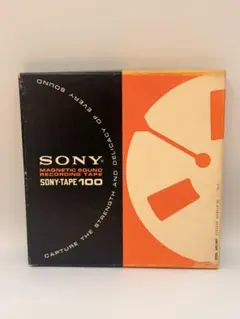 SONY®
MAGNETIC SOUND
RECORDING TAPE
SONY-TAPE 100
CAPTURE THE STRENGTH AND DELICACY OF EVERY SOUND